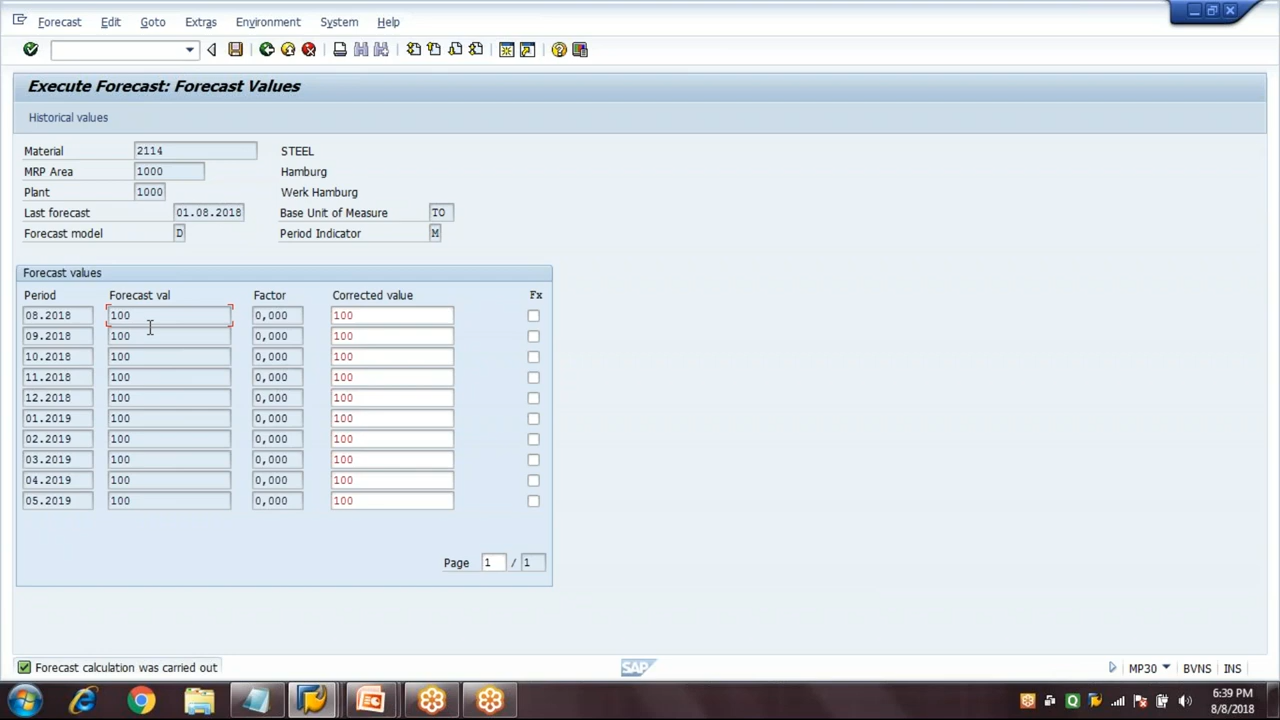 Forecast Edit Goto Extras Environment System Help
Execute Forecast: Forecast Values
Historical values
Material 2114 STEEL
MRP Area 1000 Hamburg
Plant 1000 Werk Hamburg
Last forecast 01.08.2018 Base Unit of Measure TO
Forecast model D Period Indicator M
Forecast values
Period Forecast val Factor Corrected value Fx
08.2018 100 0,000 100
09.2018 100 0,000 100
10.2018 100 0,000 100
11.2018 100 0,000 100
12.2018 100 0,000 100
01.2019 100 0,000 100
02.2019 100 0,000 100
03.2019 100 0,000 100
04.2019 100 0,000 100
05.2019 100 0,000 100
Page 1 / 1
Forecast calculation was carried out SAP MP30 BVNS INS
6:39 PM
8/8/2018